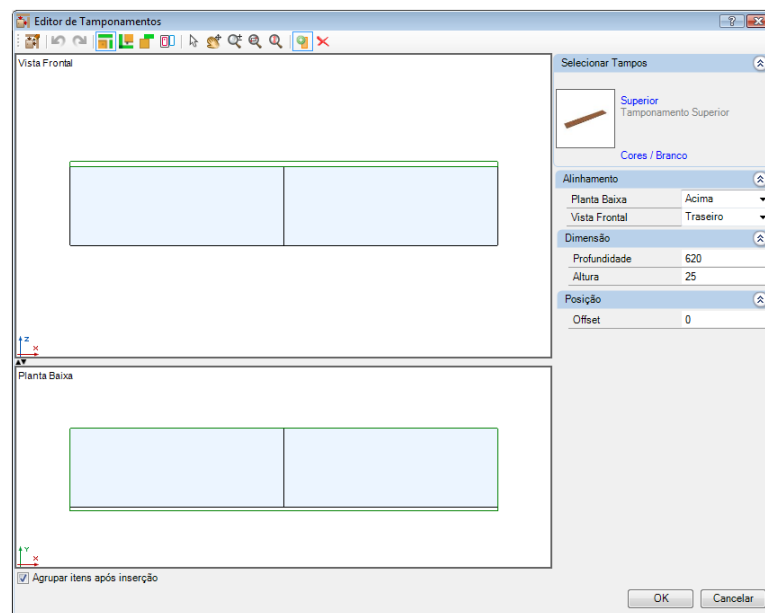 Editor de Tamponamentos
Vista Frontal
Z
X
Planta Baixa
Y
X
Agrupar itens após inserção
Selecionar Tampos
Superior
Tamponamento Superior
Cores / Branco
Alinhamento
Planta Baixa Acima
Vista Frontal Traseiro
Dimensão
Profundidade 620
Altura 25
Posição
Offset 0
OK Cancelar